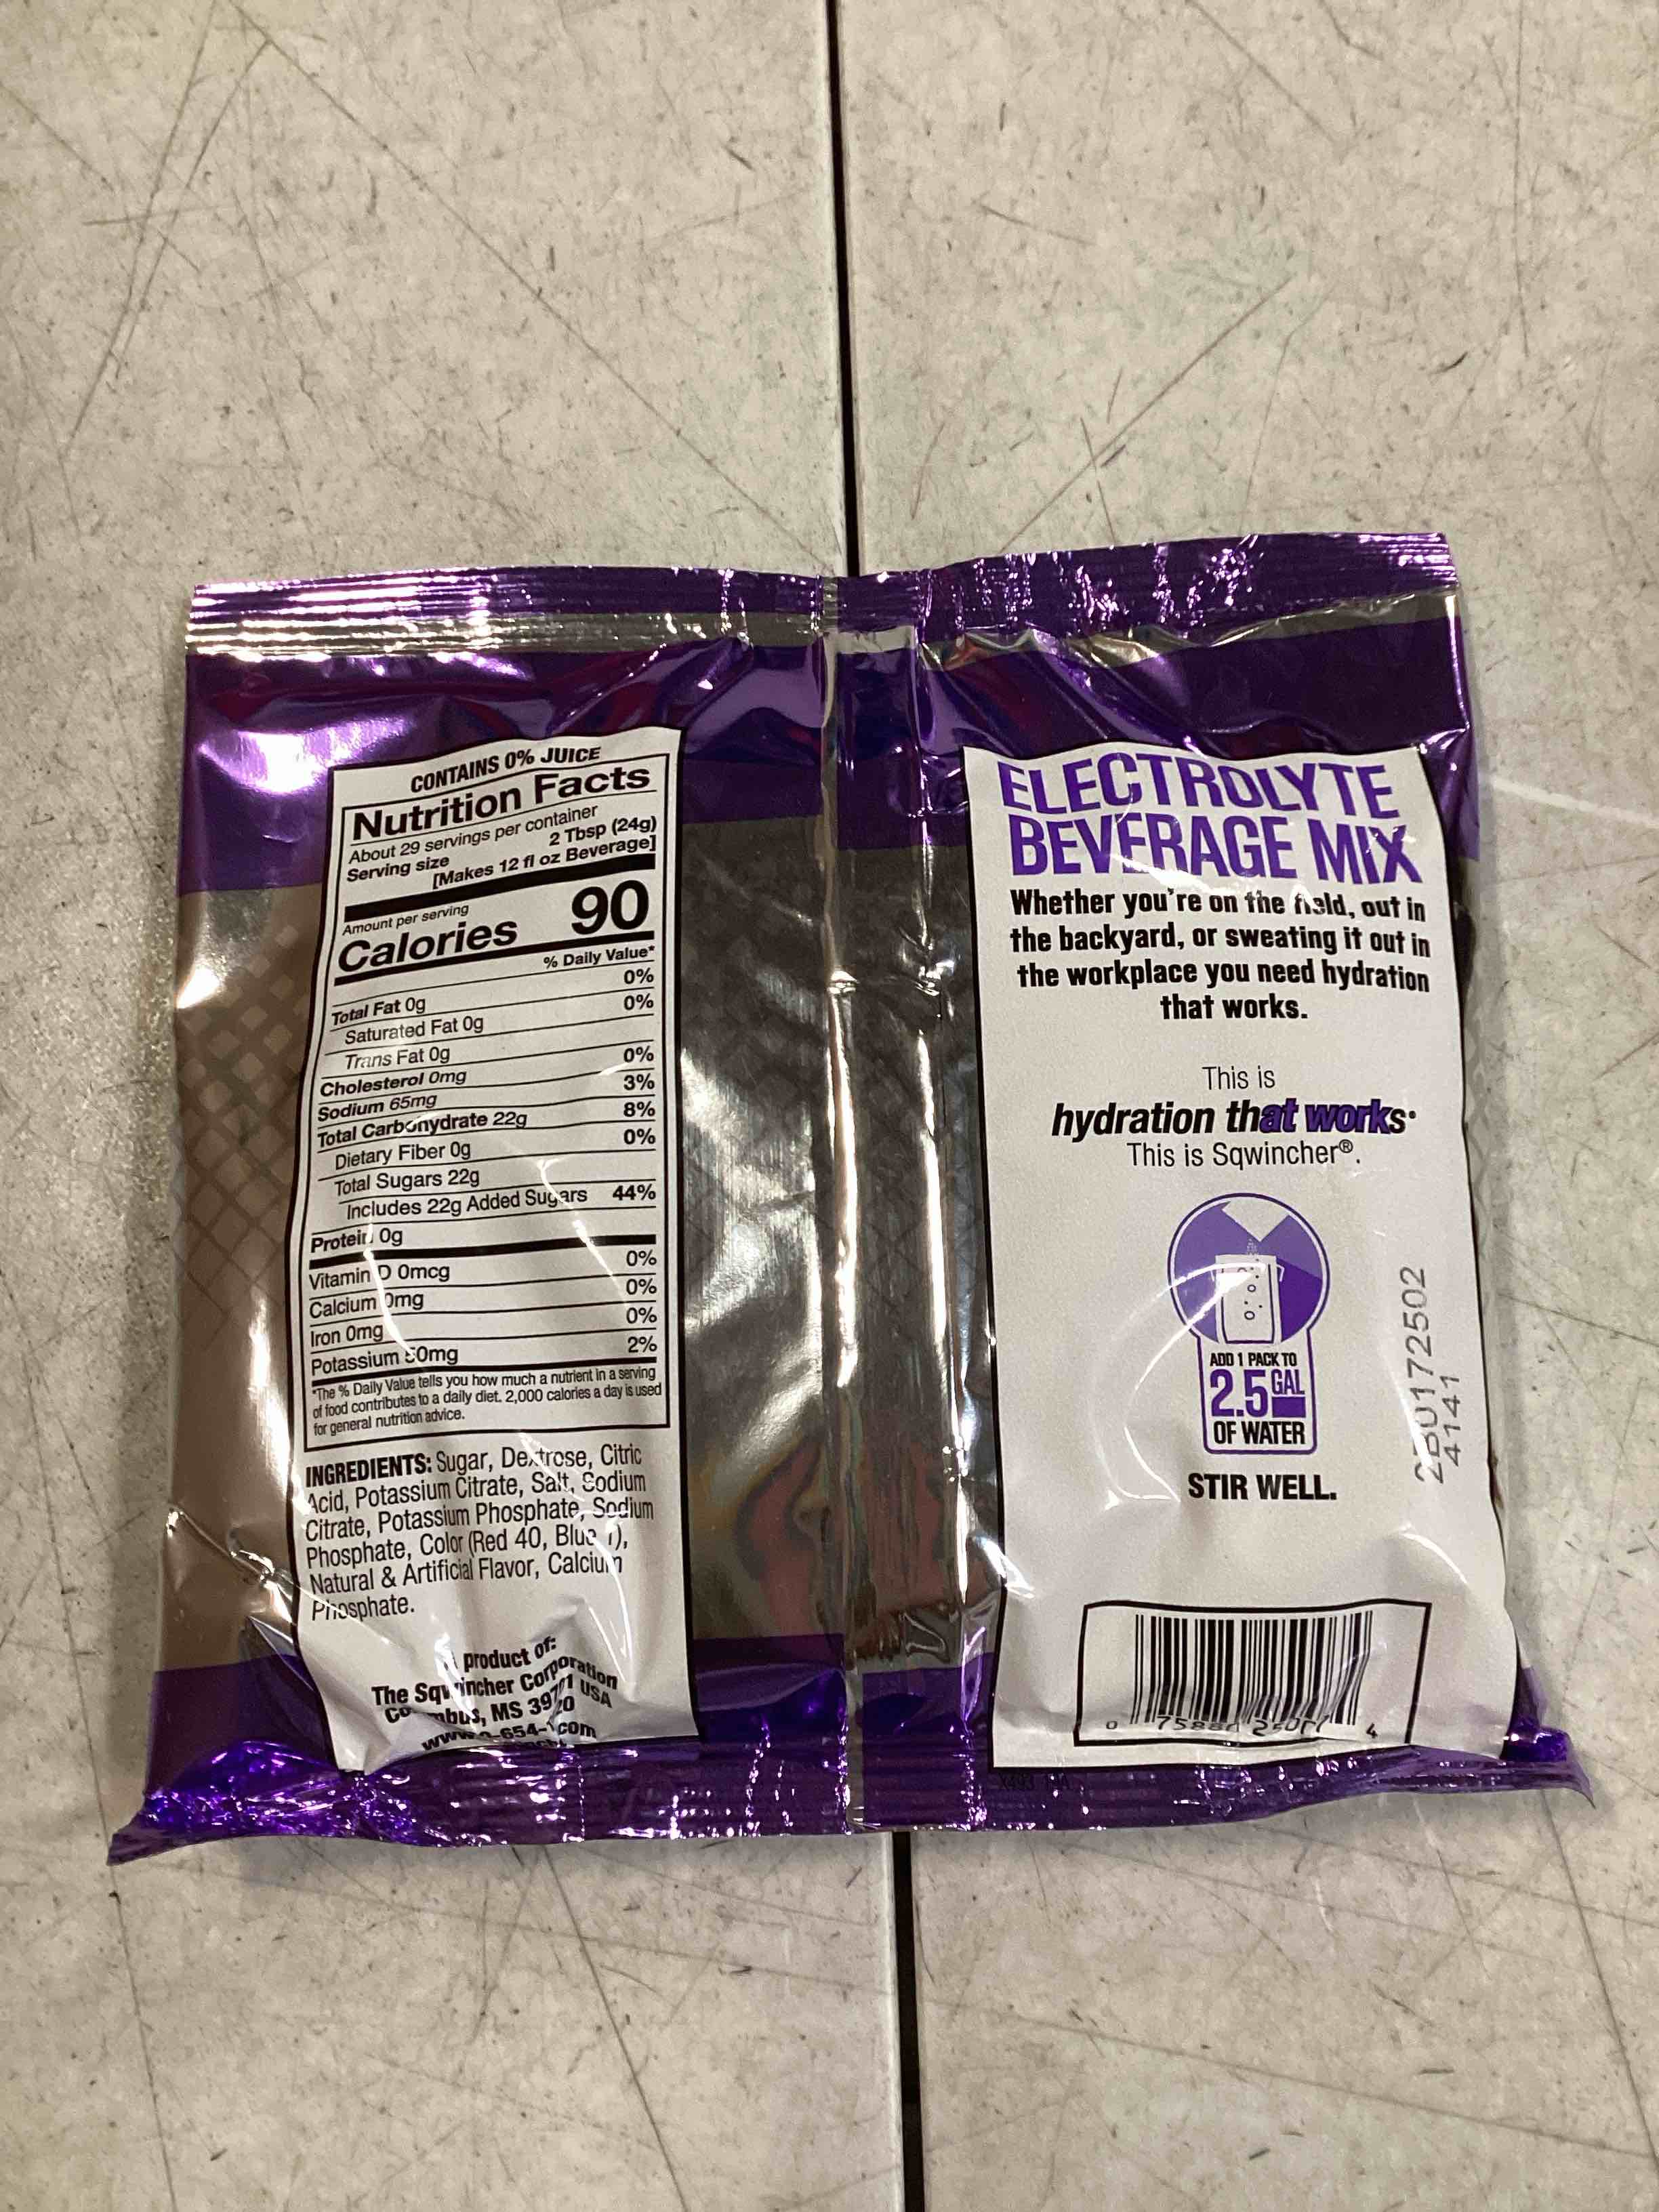 CONTAINS 0% JUICE
Nutrition Facts
About 29 servings per container
Serving size 2 Tbsp (24g)
[Makes 12 fl oz Beverage]
Amount per serving
Calories 90
% Daily Value*
Total Fat 0g 0%
Saturated Fat 0g 0%
Trans Fat 0g
Cholesterol 0mg 0%
Sodium 65mg 3%
Total Carbohydrate 22g 8%
Dietary Fiber 0g 0%
Total Sugars 22g
Includes 22g Added Sugars 44%
Protein 0g
Vitamin D 0mcg 0%
Calcium 0mg 0%
Iron 0mg 0%
Potassium 50mg 2%
*The % Daily Value tells you how much a nutrient in a serving
of food contributes to a daily diet. 2,000 calories a day is used
for general nutrition advice.
INGREDIENTS: Sugar, Dextrose, Citric
Acid, Potassium Citrate, Salt, Sodium
Citrate, Potassium Phosphate, Sodium
Phosphate, Color (Red 40, Blue 1),
Natural & Artificial Flavor, Calcium
Phosphate.
product of:
The Sqwincher Corporation
MS USA
ELECTROLYTE
BEVERAGE MIX
Whether you're on the field, out in
the backyard, or sweating it out in
the workplace you need hydration
that works.
This is
hydration that works
This is Sqwincher®.
ADD 1 PACK TO
2.5 GAL
OF WATER
STIR WELL.
4141
0 4